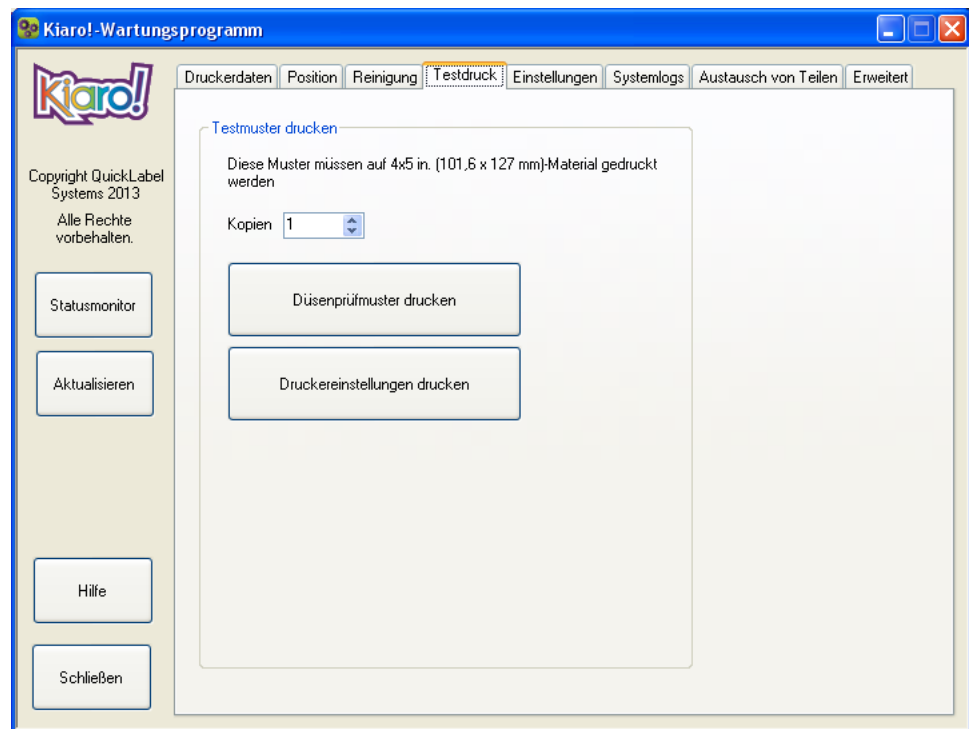 Kiaro!-Wartungsprogramm
Kiaro!
Copyright QuickLabel
Systems 2013
Alle Rechte
vorbehalten.
Statusmonitor
Aktualisieren
Hilfe
Schließen
Druckerdaten Position Reinigung Testdruck Einstellungen Systemlogs Austausch von Teilen Erweitert
Testmuster drucken
Diese Muster müssen auf 4x5 in. (101,6 x 127 mm)-Material gedruckt
werden
Kopien 1
Düsenprüfmuster drucken
Druckereinstellungen drucken